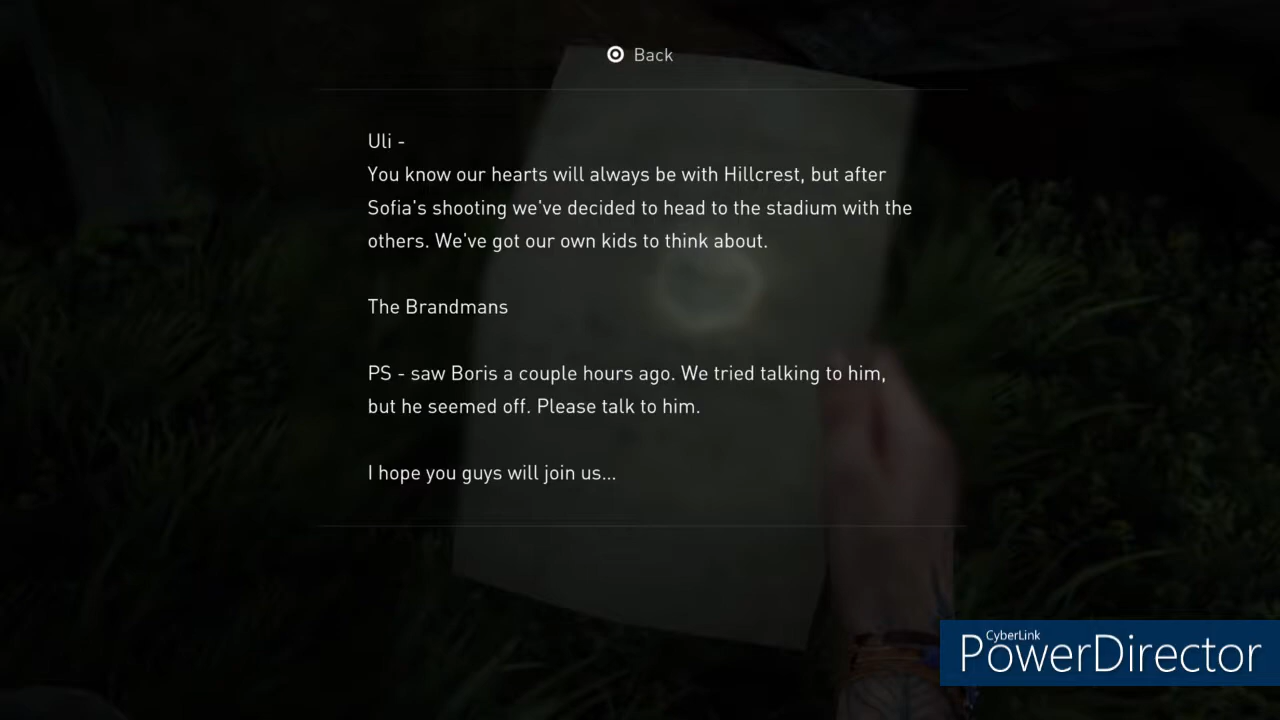 Back
Uli -
You know our hearts will always be with Hillcrest, but after
Sofia's shooting we've decided to head to the stadium with the
others. We've got our own kids to think about.
The Brandmans
PS - saw Boris a couple hours ago. We tried talking to him,
but he seemed off. Please talk to him.
I hope you guys will join us...
CyberLink
PowerDirector